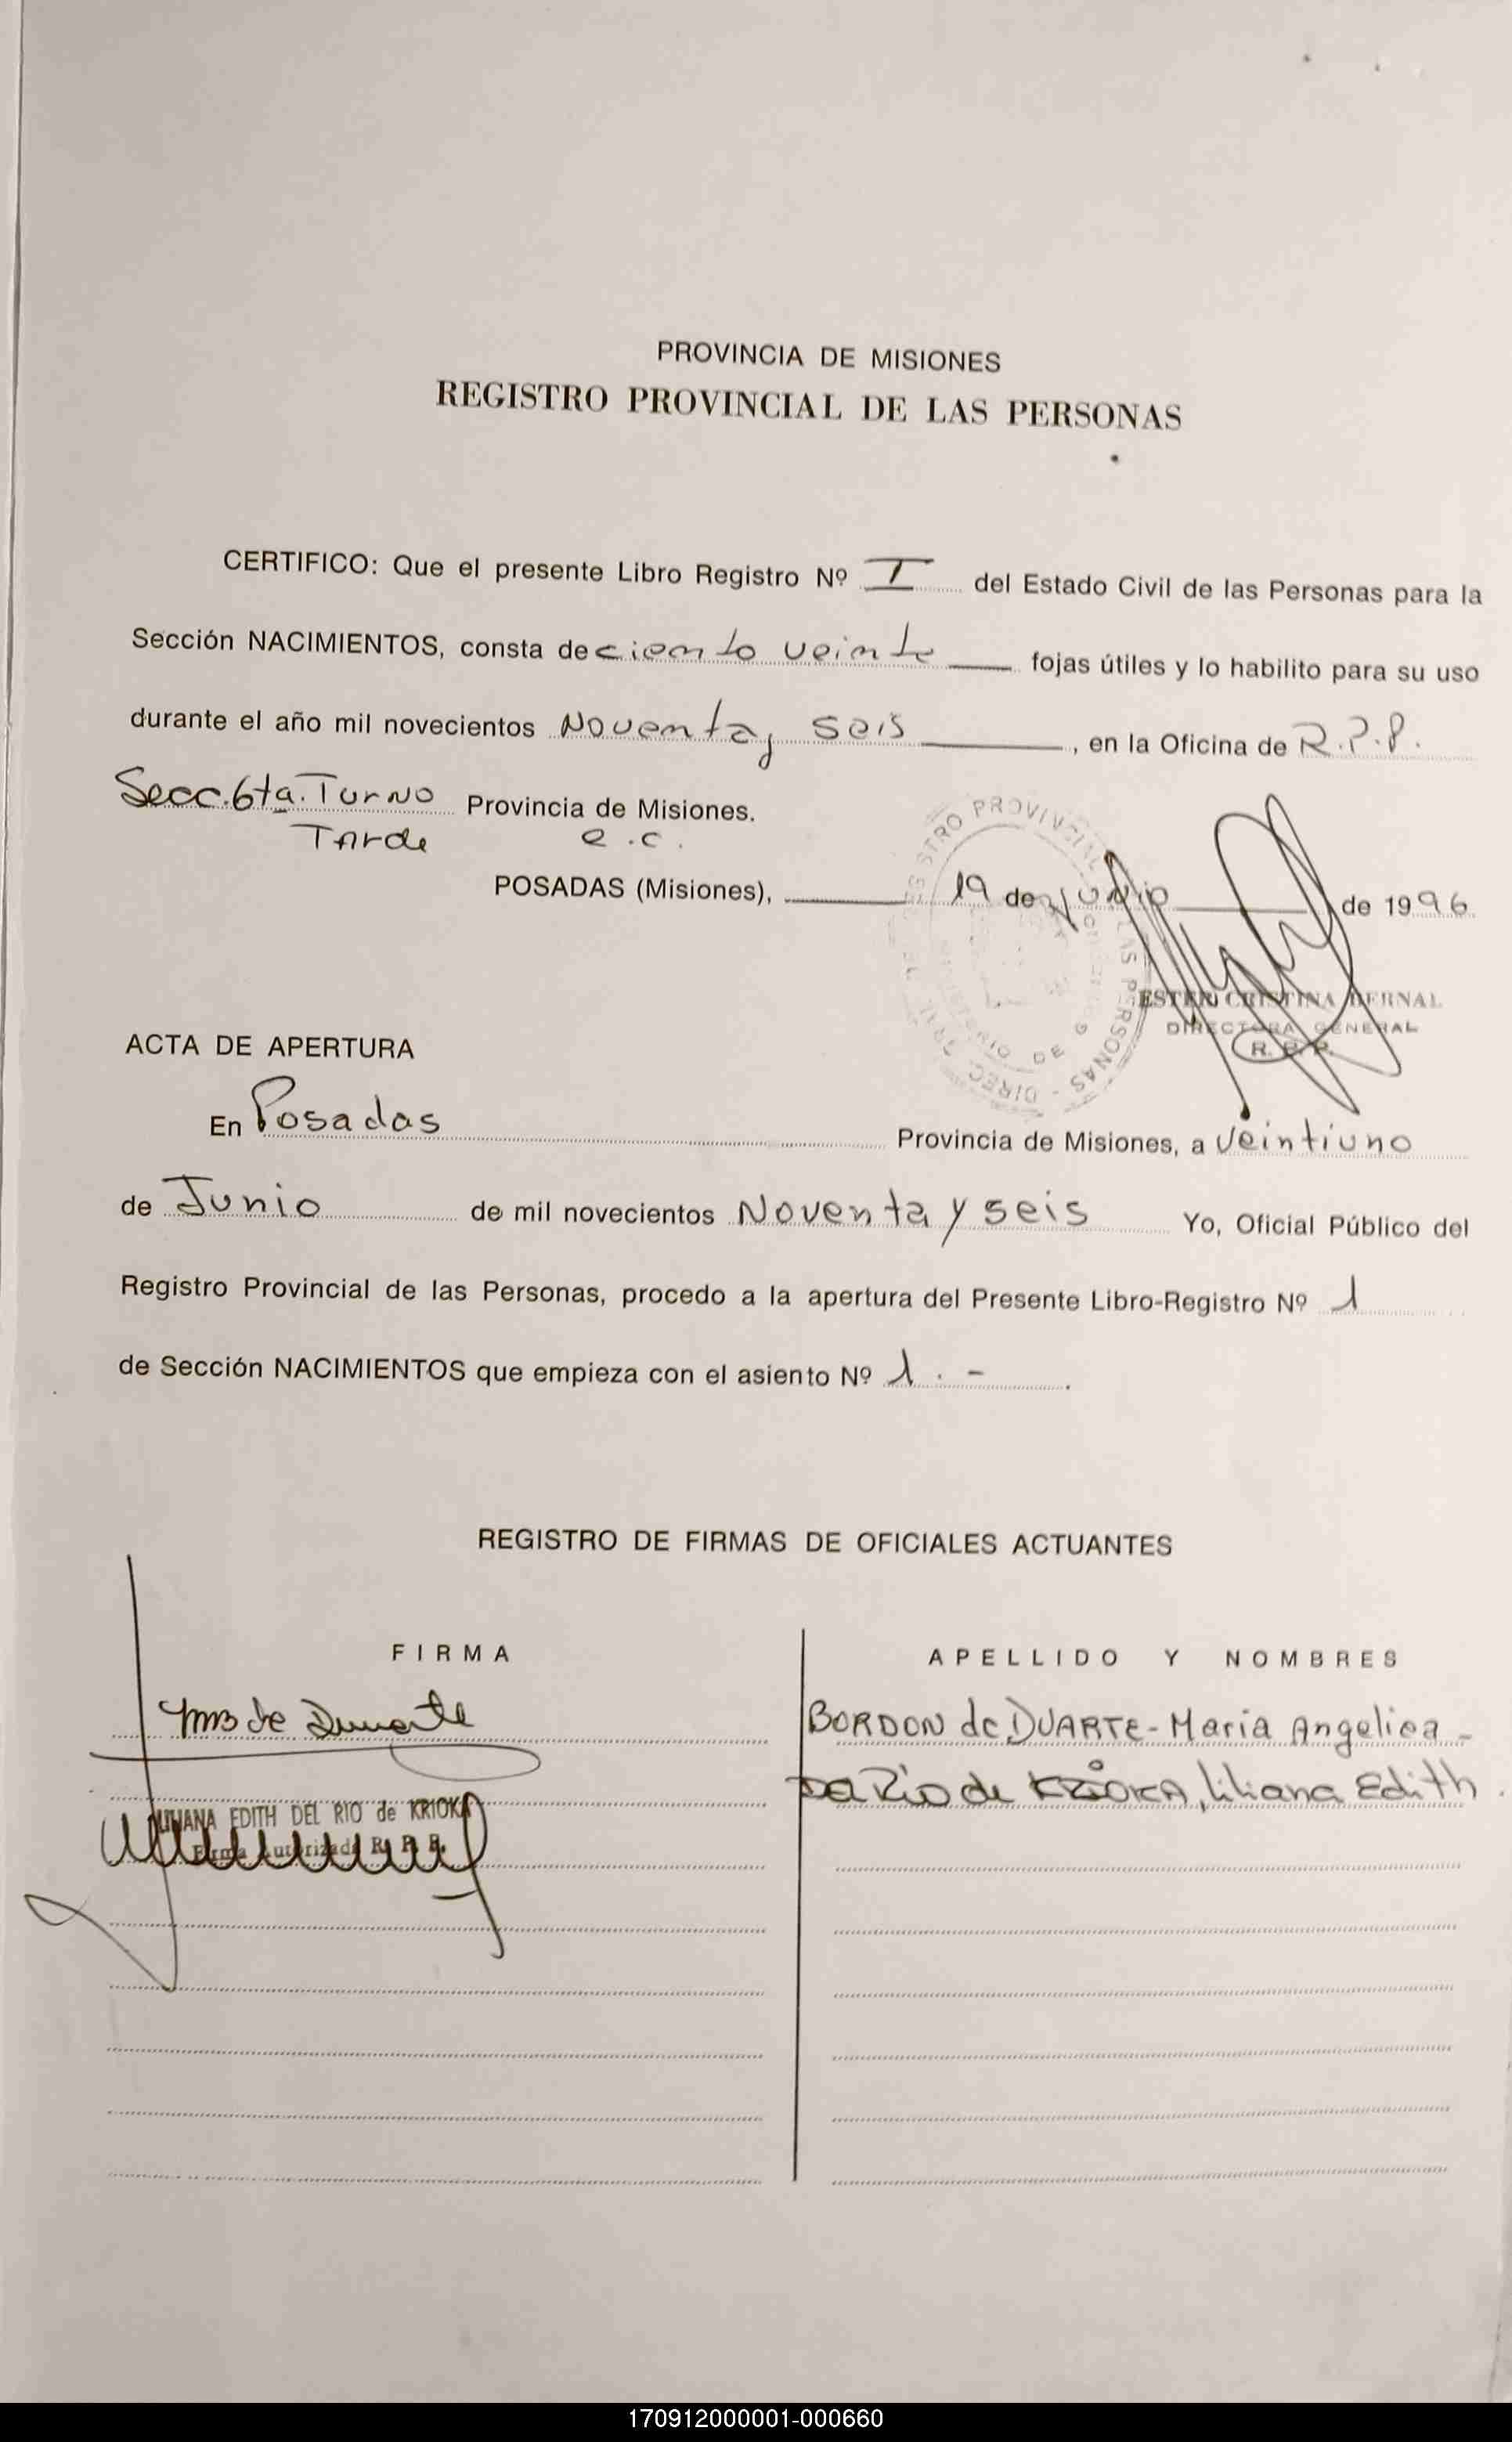 PROVINCIA DE MISIONES
REGISTRO PROVINCIAL DE LAS PERSONAS
CERTIFICO: Que el presente Libro Registro Nº I del Estado Civil de las Personas para la
Sección NACIMIENTOS, consta de ciento veinte fojas útiles y lo habilito para su uso
durante el año mil novecientos Noventa y seis, en la Oficina de R.P.P.
Secc. 6ta. Turno Provincia de Misiones.
Tarde e.c.
POSADAS (Misiones), 19 de Junio de 1996
ESTER CRISTINA BERNAL
DIRECTORA GENERAL
R. P. P.
ACTA DE APERTURA
En Posadas Provincia de Misiones, a Veintiuno
de Junio de mil novecientos Noventa y seis Yo, Oficial Público del
Registro Provincial de las Personas, procedo a la apertura del Presente Libro-Registro Nº 1
de Sección NACIMIENTOS que empieza con el asiento Nº 1.-.
REGISTRO DE FIRMAS DE OFICIALES ACTUANTES
FIRMA APELLIDO Y NOMBRES
de Duarte BORDON de DUARTE - Maria Angelica -
Rio de KRIOKA, Liliana Edith.
LILIANA EDITH DEL RIO de KRIOKA
Firma Autorizada R. P. P.
170912000001-000660